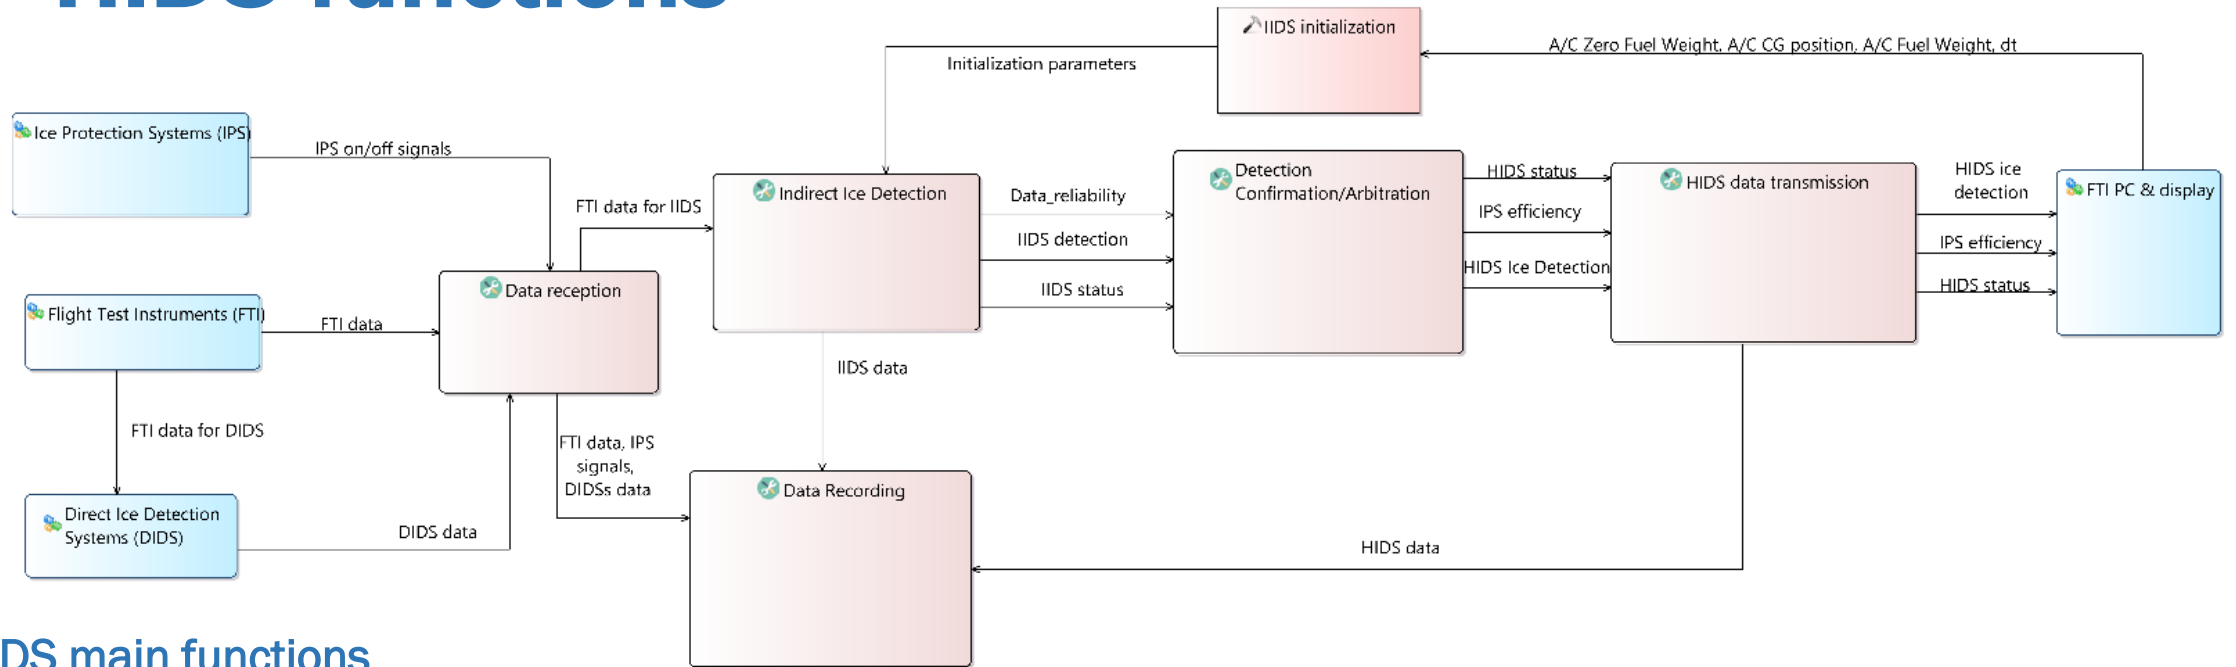 HIDS functions
IIDS initialization
A/C Zero Fuel Weight, A/C CG position, A/C Fuel Weight, dt
Initialization parameters
Ice Protection Systems (IPS)
IPS on/off signals
Indirect Ice Detection
FTI data for IIDS
Data_reliability
IIDS detection
IIDS status
Detection
Confirmation/Arbitration
HIDS status
IPS efficiency
HIDS Ice Detection
HIDS data transmission
HIDS ice
detection
IPS efficiency
HIDS status
FTI PC & display
Flight Test Instruments (FTI)
FTI data
Data reception
IIDS data
FTI data for DIDS
FTI data, IPS
signals,
DIDSs data
Data Recording
Direct Ice Detection
Systems (DIDS)
DIDS data
HIDS data
DS main functions